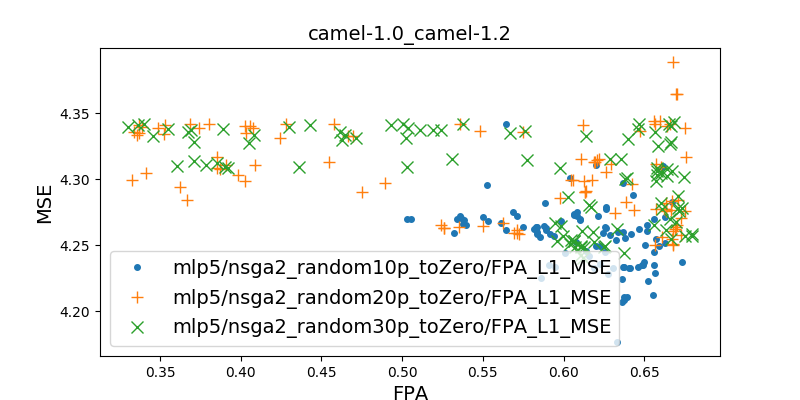 camel-1.0_camel-1.2
MSE
4.35
4.30
4.25
4.20
mlp5/nsga2_random10p_toZero/FPA_L1_MSE
mlp5/nsga2_random20p_toZero/FPA_L1_MSE
mlp5/nsga2_random30p_toZero/FPA_L1_MSE
0.35 0.40 0.45 0.50 0.55 0.60 0.65
FPA